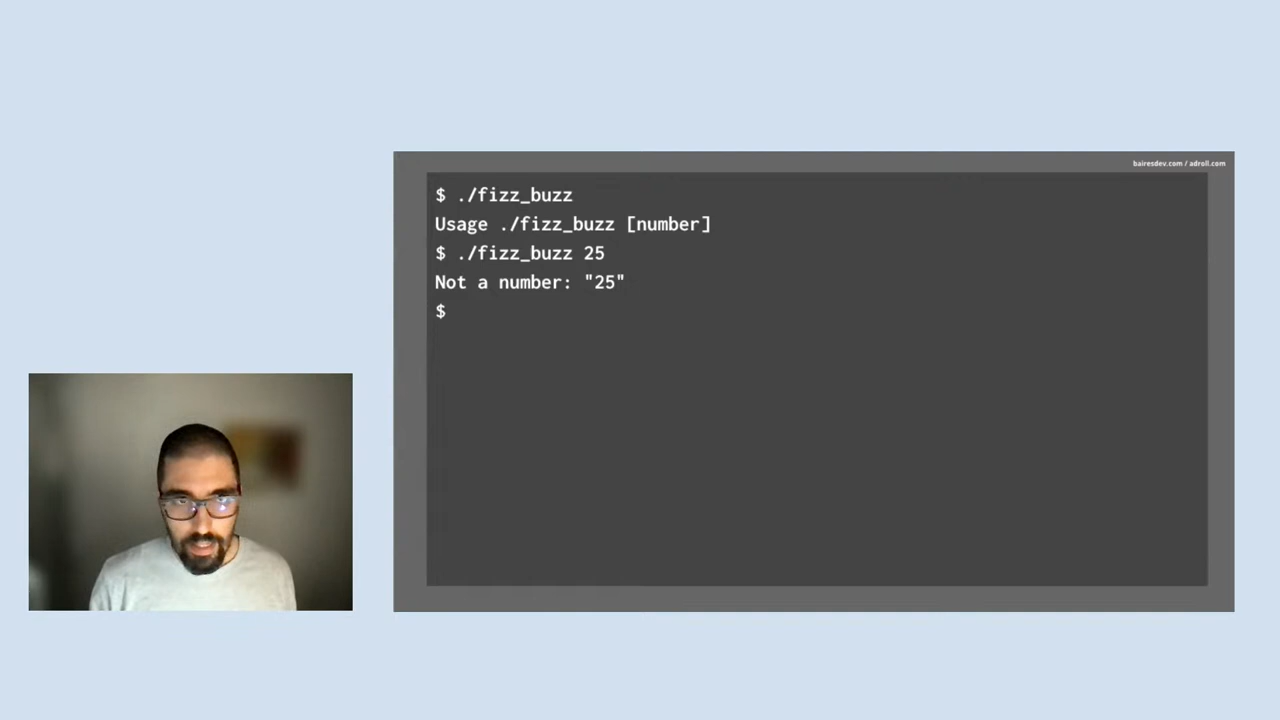 bairesdev.com / adroll.com
$ ./fizz_buzz
Usage ./fizz_buzz [number]
$ ./fizz_buzz 25
Not a number: "25"
$